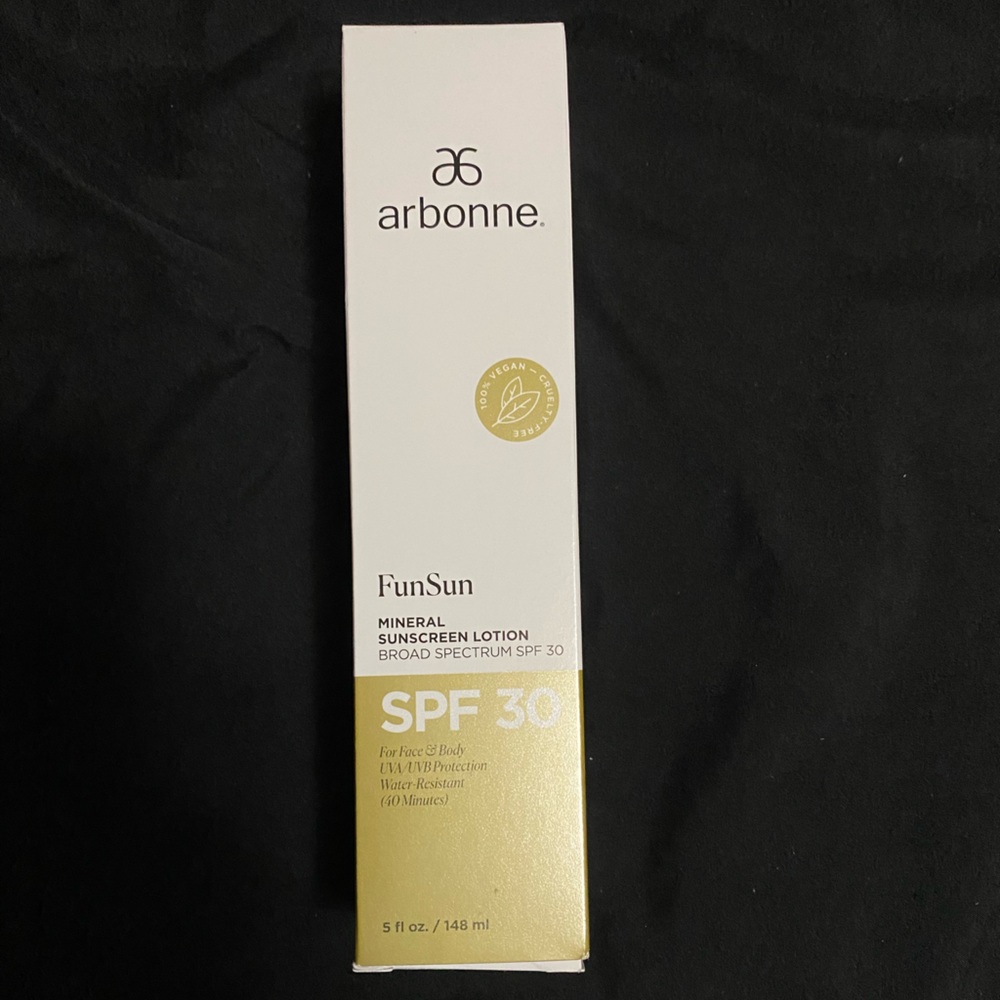 arbonne®
100% VEGAN — CRUELTY-FREE
FunSun
MINERAL
SUNSCREEN LOTION
BROAD SPECTRUM SPF 30
SPF 30
For Face & Body
UVA/UVB Protection
Water-Resistant
(40 Minutes)
5 fl oz. / 148 ml